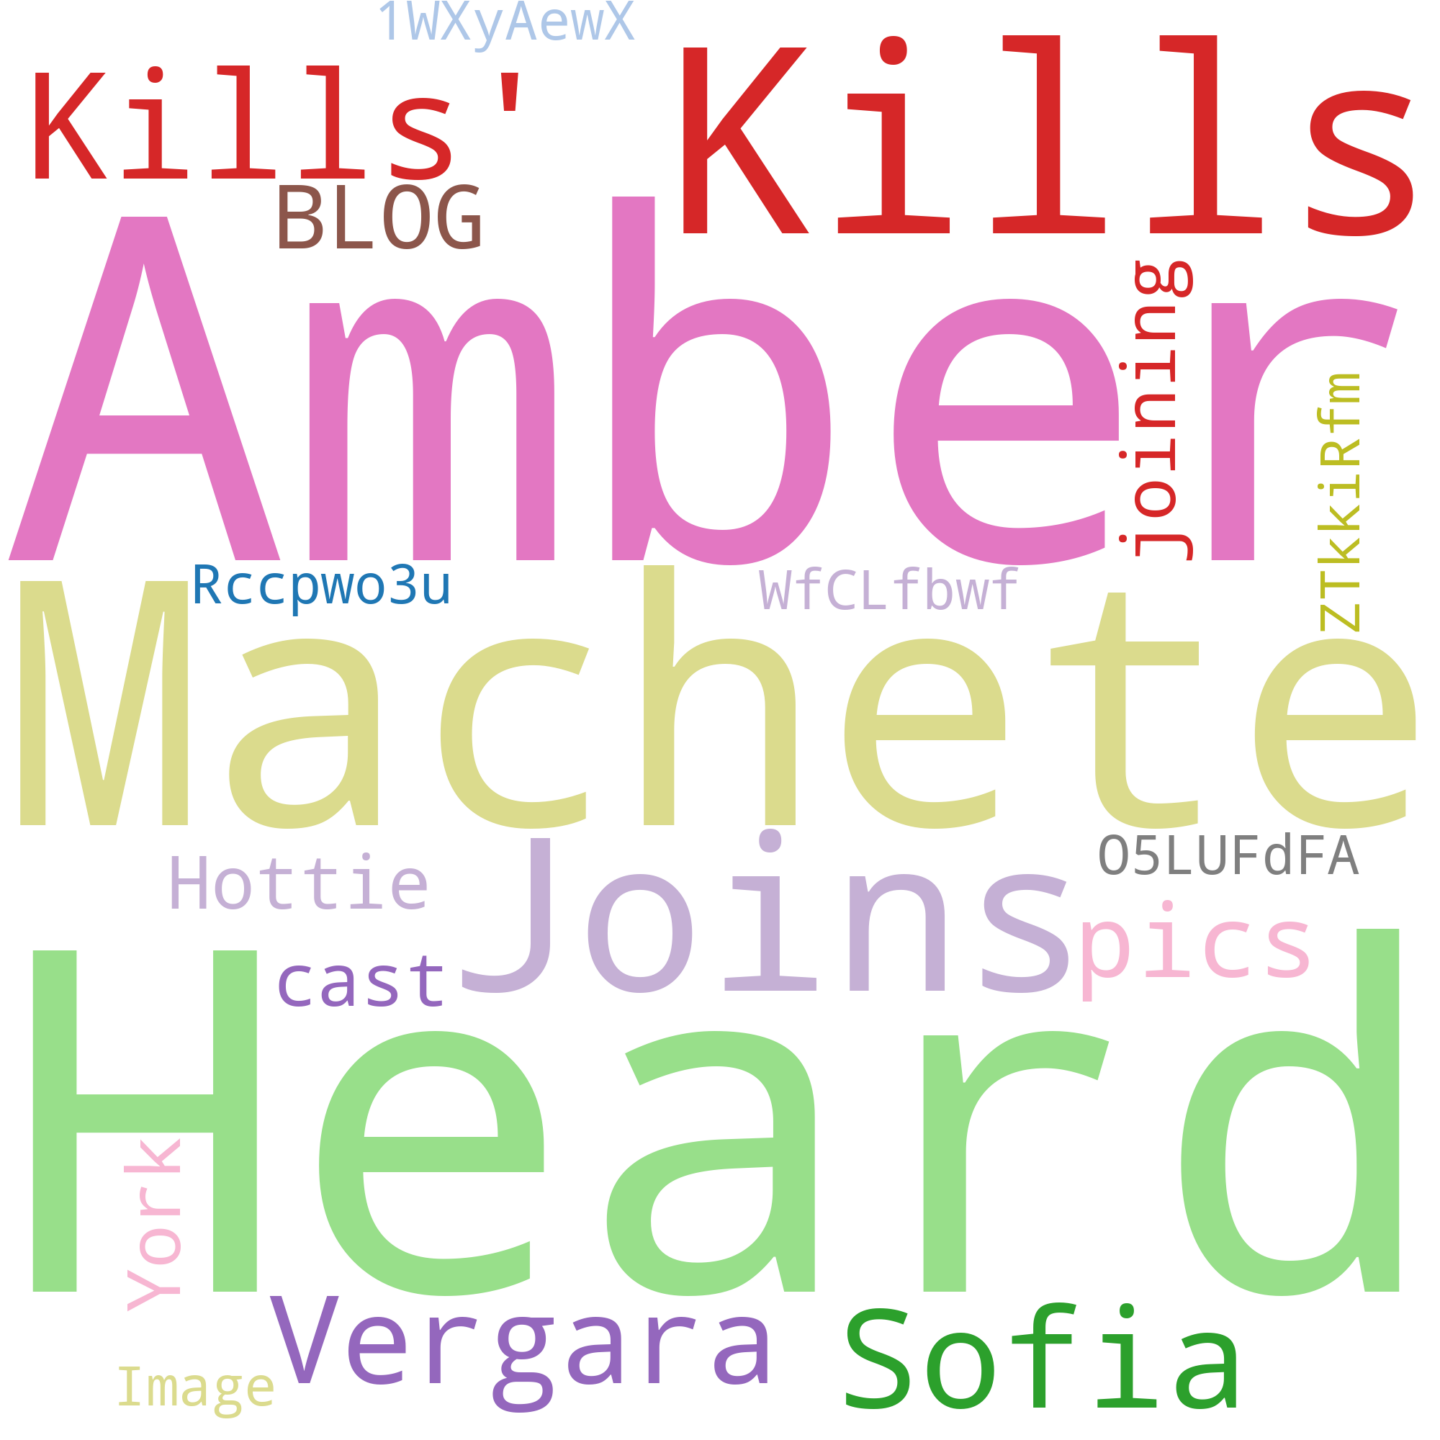 1WXyAewX
Kills' Kills
BLOG
Amber
joining
ZTkkiRfm
Rccpwo3u WfCLfbwf
Machete
Hottie Joins O5LUFdFA
cast pics
Heard
York
Vergara Sofia
Image